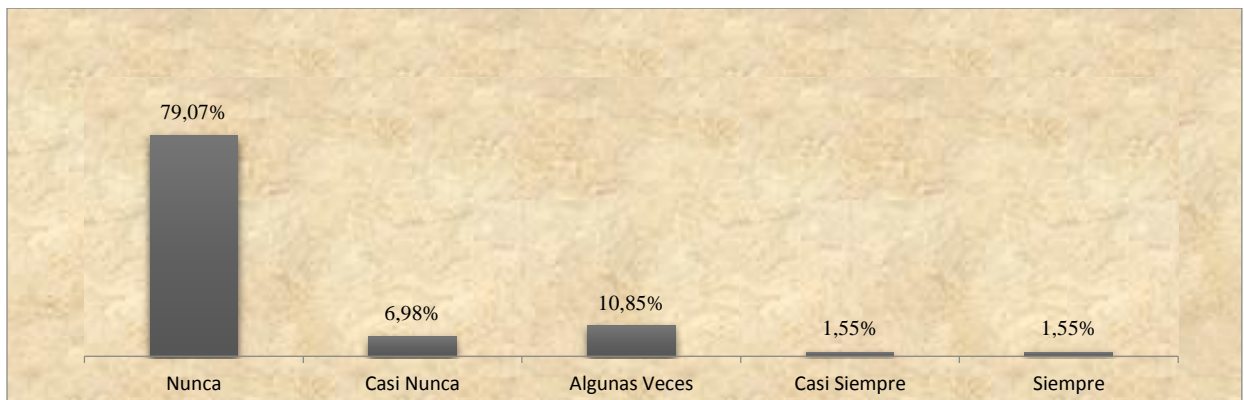 79,07%
6,98%
10,85%
1,55%
1,55%
Nunca
Casi Nunca
Algunas Veces
Casi Siempre
Siempre